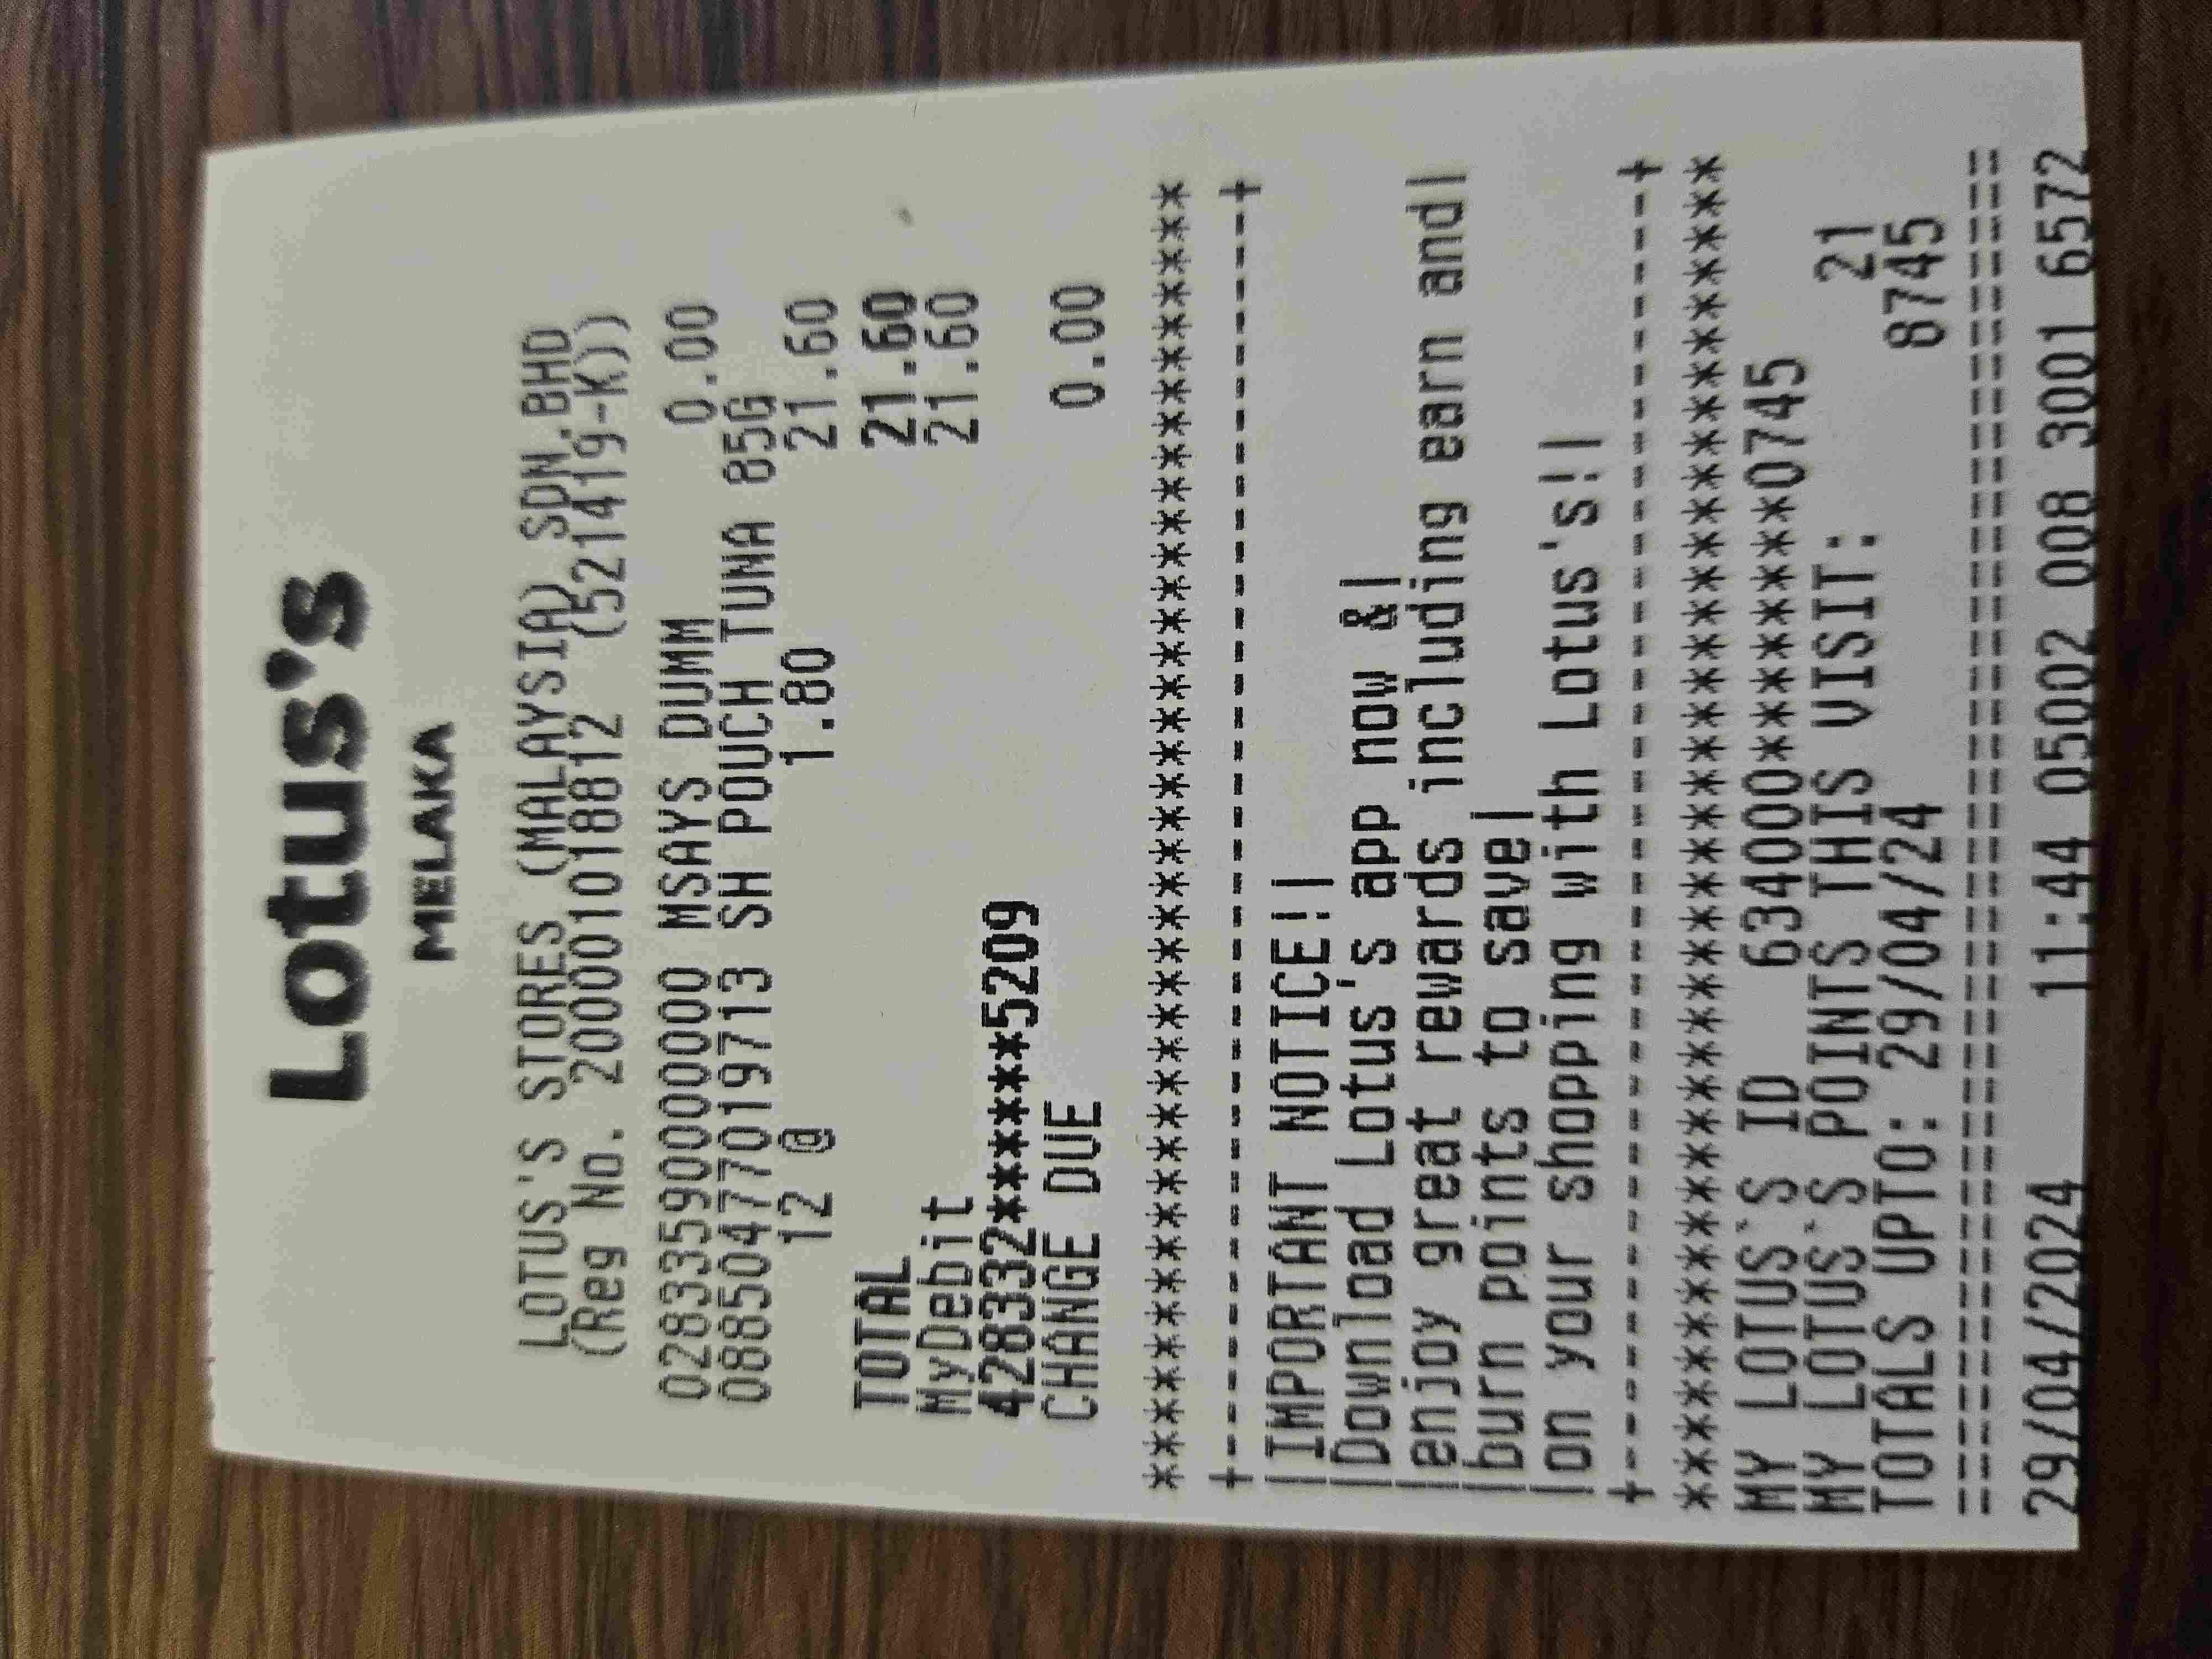 Lotus's
MELAKA
LOTUS'S STORES (MALAYSIA) SDN.BHD
(Reg No. 200001018812 (521419-K))
0283359000000000 MSAYS DUMM 0.00
08850477019713 SH POUCH TUNA 85G
12 @ 1.80 21.60
TOTAL 21.60
MyDebit 21.60
428332******5209
CHANGE DUE 0.00
****************************************
+--------------------------------------+
|IMPORTANT NOTICE!|
|Download Lotus's app now &|
|enjoy great rewards including earn and|
|burn points to save|
|on your shopping with Lotus's!|
+--------------------------------------+
****************************************
MY LOTUS`S ID 634000********0745
MY LOTUS`S POINTS THIS VISIT: 21
TOTALS UPTO: 29/04/24 8745
========================================
29/04/2024 11:44 05002 008 3001 6572